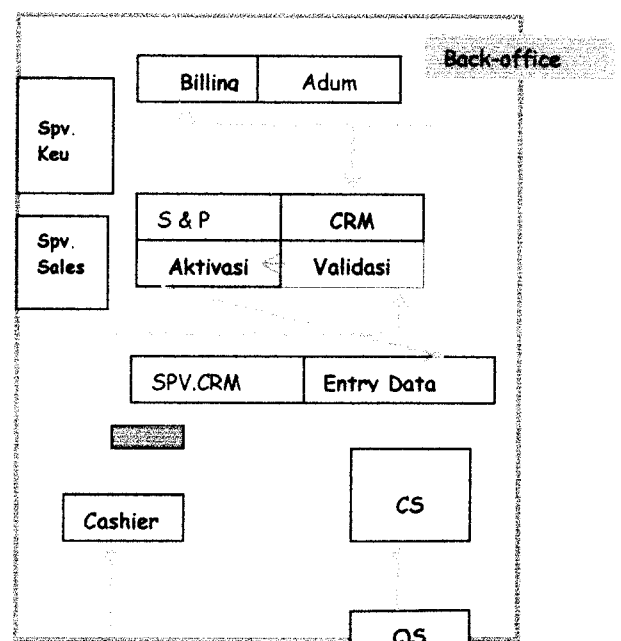 Back-office
Billing Adum
Spv.
Keu
S & P CRM
Spv.
Sales
Aktivasi Validasi
SPV.CRM Entry Data
CS
Cashier
QS